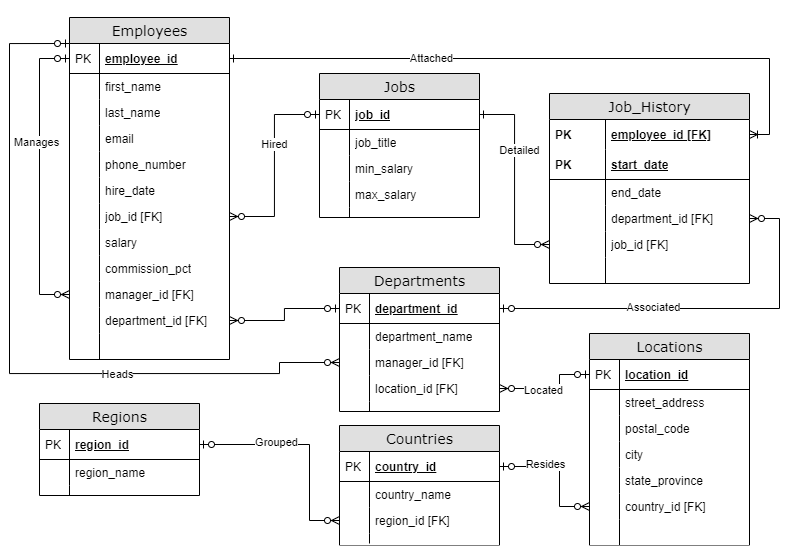 Employees
PK employee_id
first_name
last_name
email
phone_number
hire_date
job_id [FK]
salary
commission_pct
manager_id [FK]
department_id [FK]
Manages
Attached
Hired
Jobs
PK job_id
job_title
min_salary
max_salary
Detailed
Job_History
PK employee_id [FK]
PK start_date
end_date
department_id [FK]
job_id [FK]
Departments
PK department_id
department_name
manager_id [FK]
location_id [FK]
Associated
Heads
Located
Locations
PK location_id
street_address
postal_code
city
state_province
country_id [FK]
Regions
PK region_id
region_name
Grouped
Countries
PK country_id
country_name
region_id [FK]
Resides